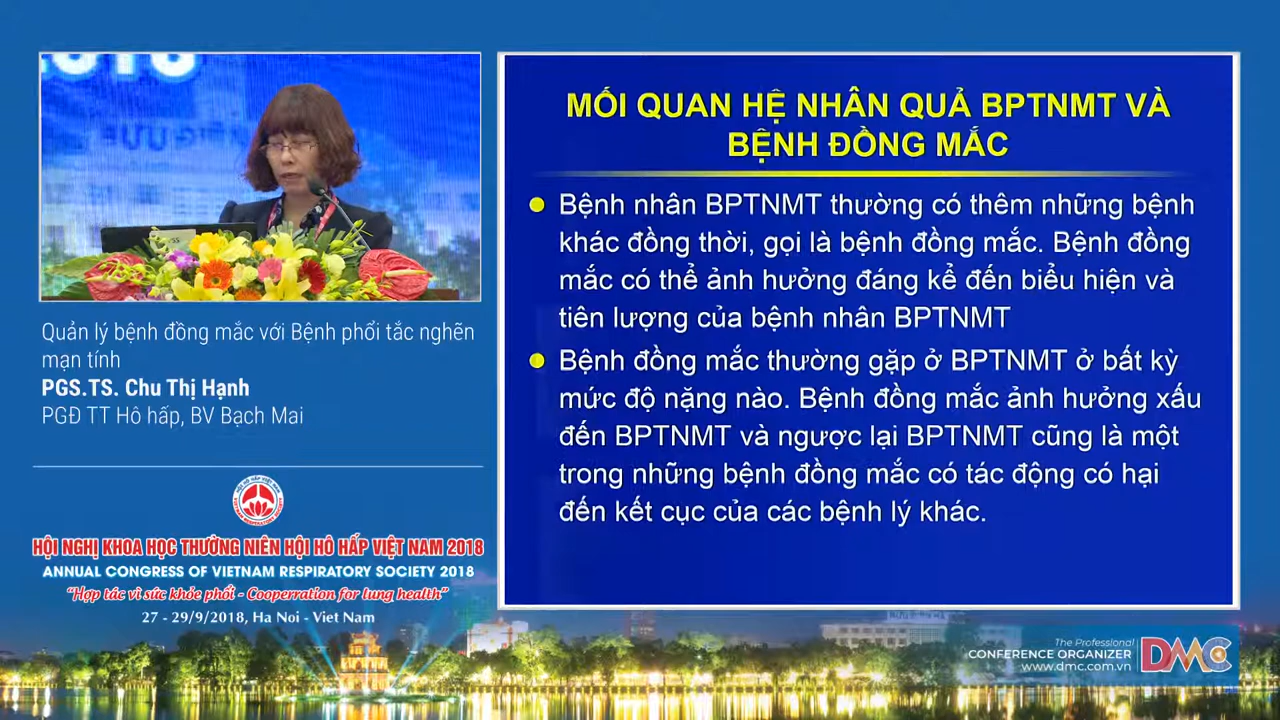 2018
Quản lý bệnh đồng mắc với Bệnh phổi tắc nghẽn
mạn tính
PGS.TS. Chu Thị Hạnh
PGĐ TT Hô hấp, BV Bạch Mai
HỘI NGHỊ KHOA HỌC THƯỜNG NIÊN HỘI HÔ HẤP VIỆT NAM 2018
ANNUAL CONGRESS OF VIETNAM RESPIRATORY SOCIETY 2018
"Hợp tác vì sức khỏe phổi - Cooperration for lung health"
27 - 29/9/2018, Ha Noi - Viet Nam
MỐI QUAN HỆ NHÂN QUẢ BPTNMT VÀ
BỆNH ĐỒNG MẮC
Bệnh nhân BPTNMT thường có thêm những bệnh
khác đồng thời, gọi là bệnh đồng mắc. Bệnh đồng
mắc có thể ảnh hưởng đáng kể đến biểu hiện và
tiên lượng của bệnh nhân BPTNMT
Bệnh đồng mắc thường gặp ở BPTNMT ở bất kỳ
mức độ nặng nào. Bệnh đồng mắc ảnh hưởng xấu
đến BPTNMT và ngược lại BPTNMT cũng là một
trong những bệnh đồng mắc có tác động có hại
đến kết cục của các bệnh lý khác.
The Professional
CONFERENCE ORGANIZER
www.dmc.com.vn
DMC